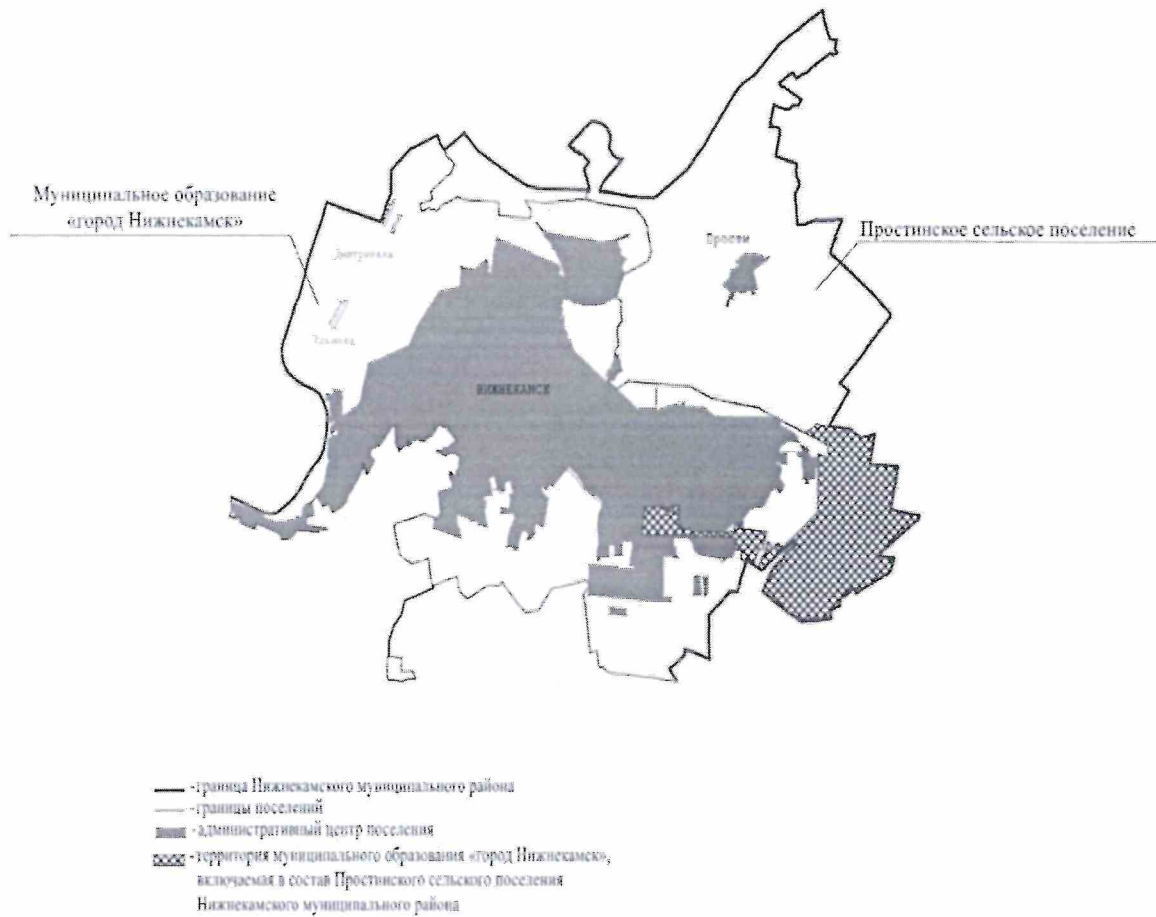 Муниципальное образование
«город Нижнекамск»
Простинское сельское поселение
Прости
Дмитриевка
НИЖНЕКАМСК
-граница Нижнекамского муниципального района
-границы поселений
-административный центр поселения
-территория муниципального образования «город Нижнекамск»,
включаемая в состав Простинского сельского поселения
Нижнекамского муниципального района